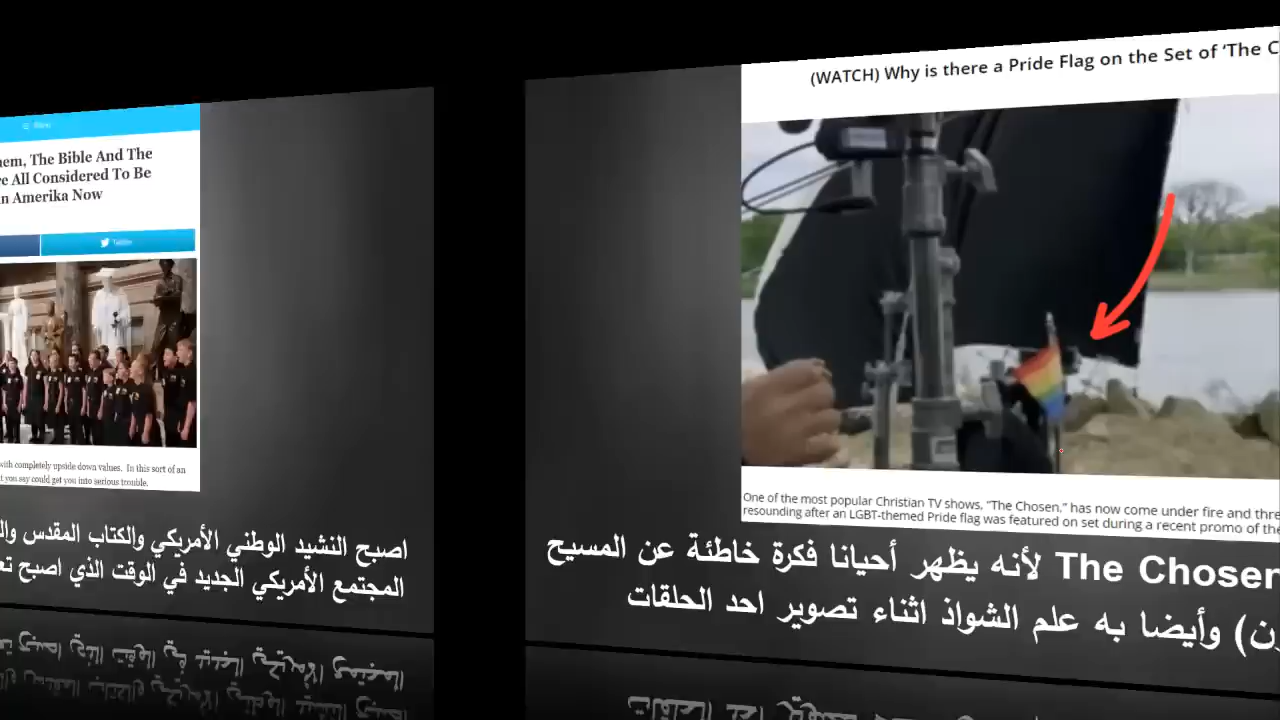 Menu
hem, The Bible And The
re All Considered To Be
in Amerika Now
Twitter
with completely upside down values. In this sort of an
t you say could get you into serious trouble.
اصبح النشيد الوطني الأمريكي والكتاب المقدس وال
المجتمع الأمريكي الجديد في الوقت الذي اصبح تع
(WATCH) Why is there a Pride Flag on the Set of ‘The C
One of the most popular Christian TV shows, “The Chosen,” has now come under fire and thre
resounding after an LGBT-themed Pride flag was featured on set during a recent promo of the
The Chosen لأنه يظهر أحيانا فكرة خاطئة عن المسيح
ن) وأيضا به علم الشواذ اثناء تصوير احد الحلقات